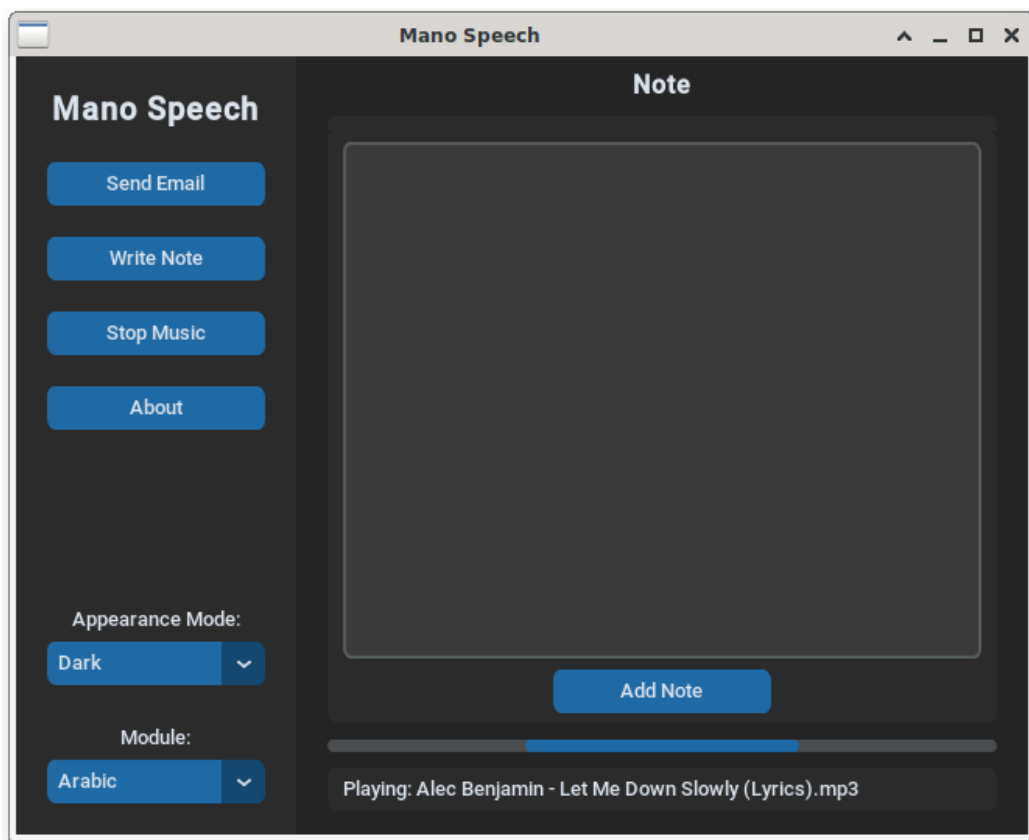 Mano Speech
Mano Speech
Send Email
Write Note
Stop Music
About
Appearance Mode:
Dark
Module:
Arabic
Note
Add Note
Playing: Alec Benjamin - Let Me Down Slowly (Lyrics).mp3